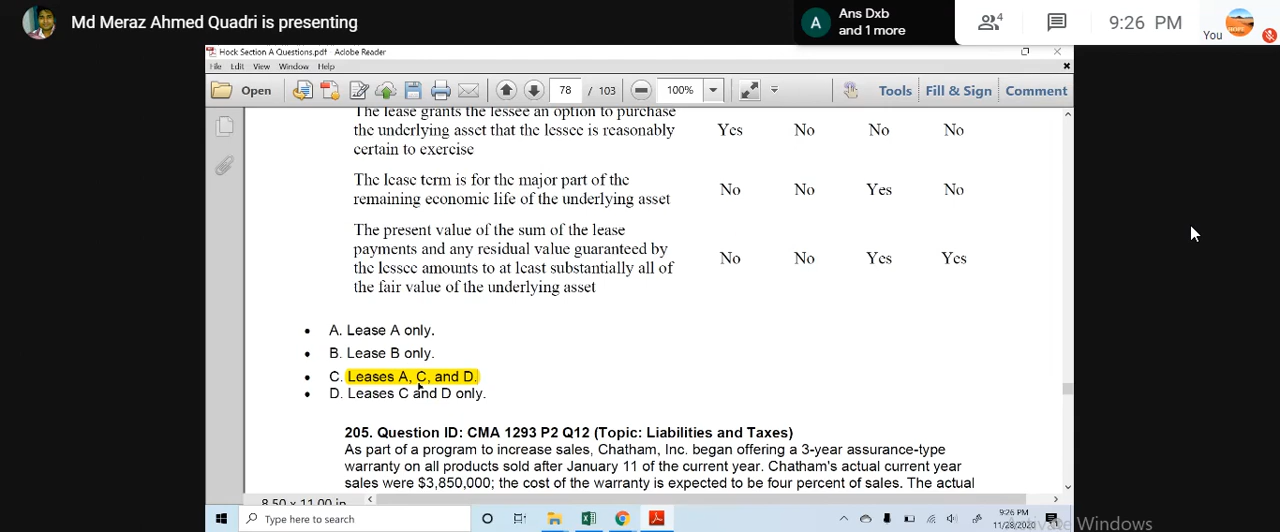 Md Meraz Ahmed Quadri is presenting
A
Ans Dxb
and 1 more
4
9:26 PM
You
Hock Section A Questions.pdf - Adobe Reader
File Edit View Window Help
Open
78 / 103
100%
Tools Fill & Sign Comment
The lease grants the lessee an option to purchase
the underlying asset that the lessee is reasonably Yes No No No
certain to exercise
The lease term is for the major part of the
remaining economic life of the underlying asset No No Yes No
The present value of the sum of the lease
payments and any residual value guaranteed by
the lessee amounts to at least substantially all of No No Yes Yes
the fair value of the underlying asset
• A. Lease A only.
• B. Lease B only.
• C. Leases A, C, and D.
• D. Leases C and D only.
205. Question ID: CMA 1293 P2 Q12 (Topic: Liabilities and Taxes)
As part of a program to increase sales, Chatham, Inc. began offering a 3-year assurance-type
warranty on all products sold after January 11 of the current year. Chatham's actual current year
sales were $3,850,000; the cost of the warranty is expected to be four percent of sales. The actual
8.50 x 11.00 in
Type here to search
9:26 PM
11/28/2020
Windows